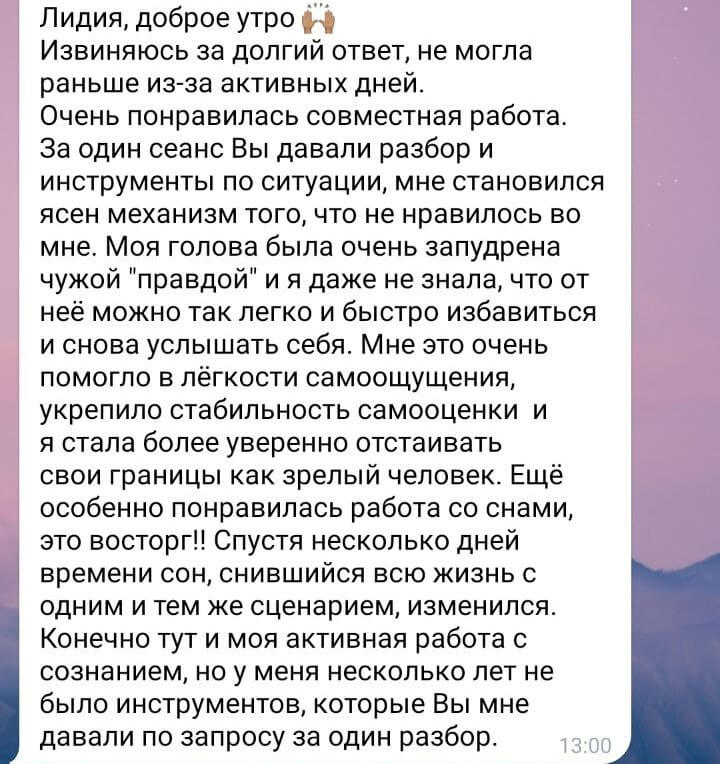 Лидия, доброе утро 🙌🏽
Извиняюсь за долгий ответ, не могла
раньше из-за активных дней.
Очень понравилась совместная работа.
За один сеанс Вы давали разбор и
инструменты по ситуации, мне становился
ясен механизм того, что не нравилось во
мне. Моя голова была очень запудрена
чужой "правдой" и я даже не знала, что от
неё можно так легко и быстро избавиться
и снова услышать себя. Мне это очень
помогло в лёгкости самоощущения,
укрепило стабильность самооценки  и
я стала более уверенно отстаивать
свои границы как зрелый человек. Ещё
особенно понравилась работа со снами,
это восторг!! Спустя несколько дней
времени сон, снившийся всю жизнь с
одним и тем же сценарием, изменился.
Конечно тут и моя активная работа с
сознанием, но у меня несколько лет не
было инструментов, которые Вы мне
давали по запросу за один разбор.
13:00